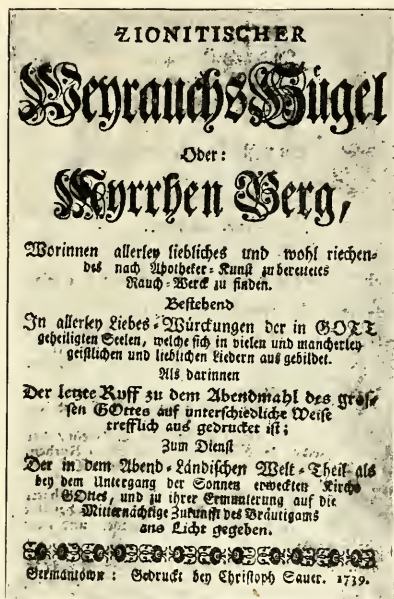 ZIONITISCHER
WeyrauchsHügel
Oder:
Myrrhen Berg,
Worinnen allerley liebliches und wohl riechen-
des nach Apotheker-Kunst zu bereitetes
Rauch-Werck zu finden.
Bestehend
In allerley Liebes-Würckungen der in GOTT
geheiligten Seelen, welche sich in vielen und mancherley
geistlichen und lieblichen Liedern aus gebildet.
Als darinnen
Der letzte Ruff zu dem Abendmahl des gros-
sen GOttes auf unterschiedliche Weise
trefflich aus gedrucket ist;
Zum Dienst
Der in dem Abend-Ländischen Welt-Theil als
bey dem Untergang der Sonnen erweckten Kirche
GOttes, und zu ihrer Ermunterung auf die
Mitternächtige Zukunfft des Bräutigams
ans Licht gegeben.
Germantown: Gedruckt bey Christoph Sauer. 1739.